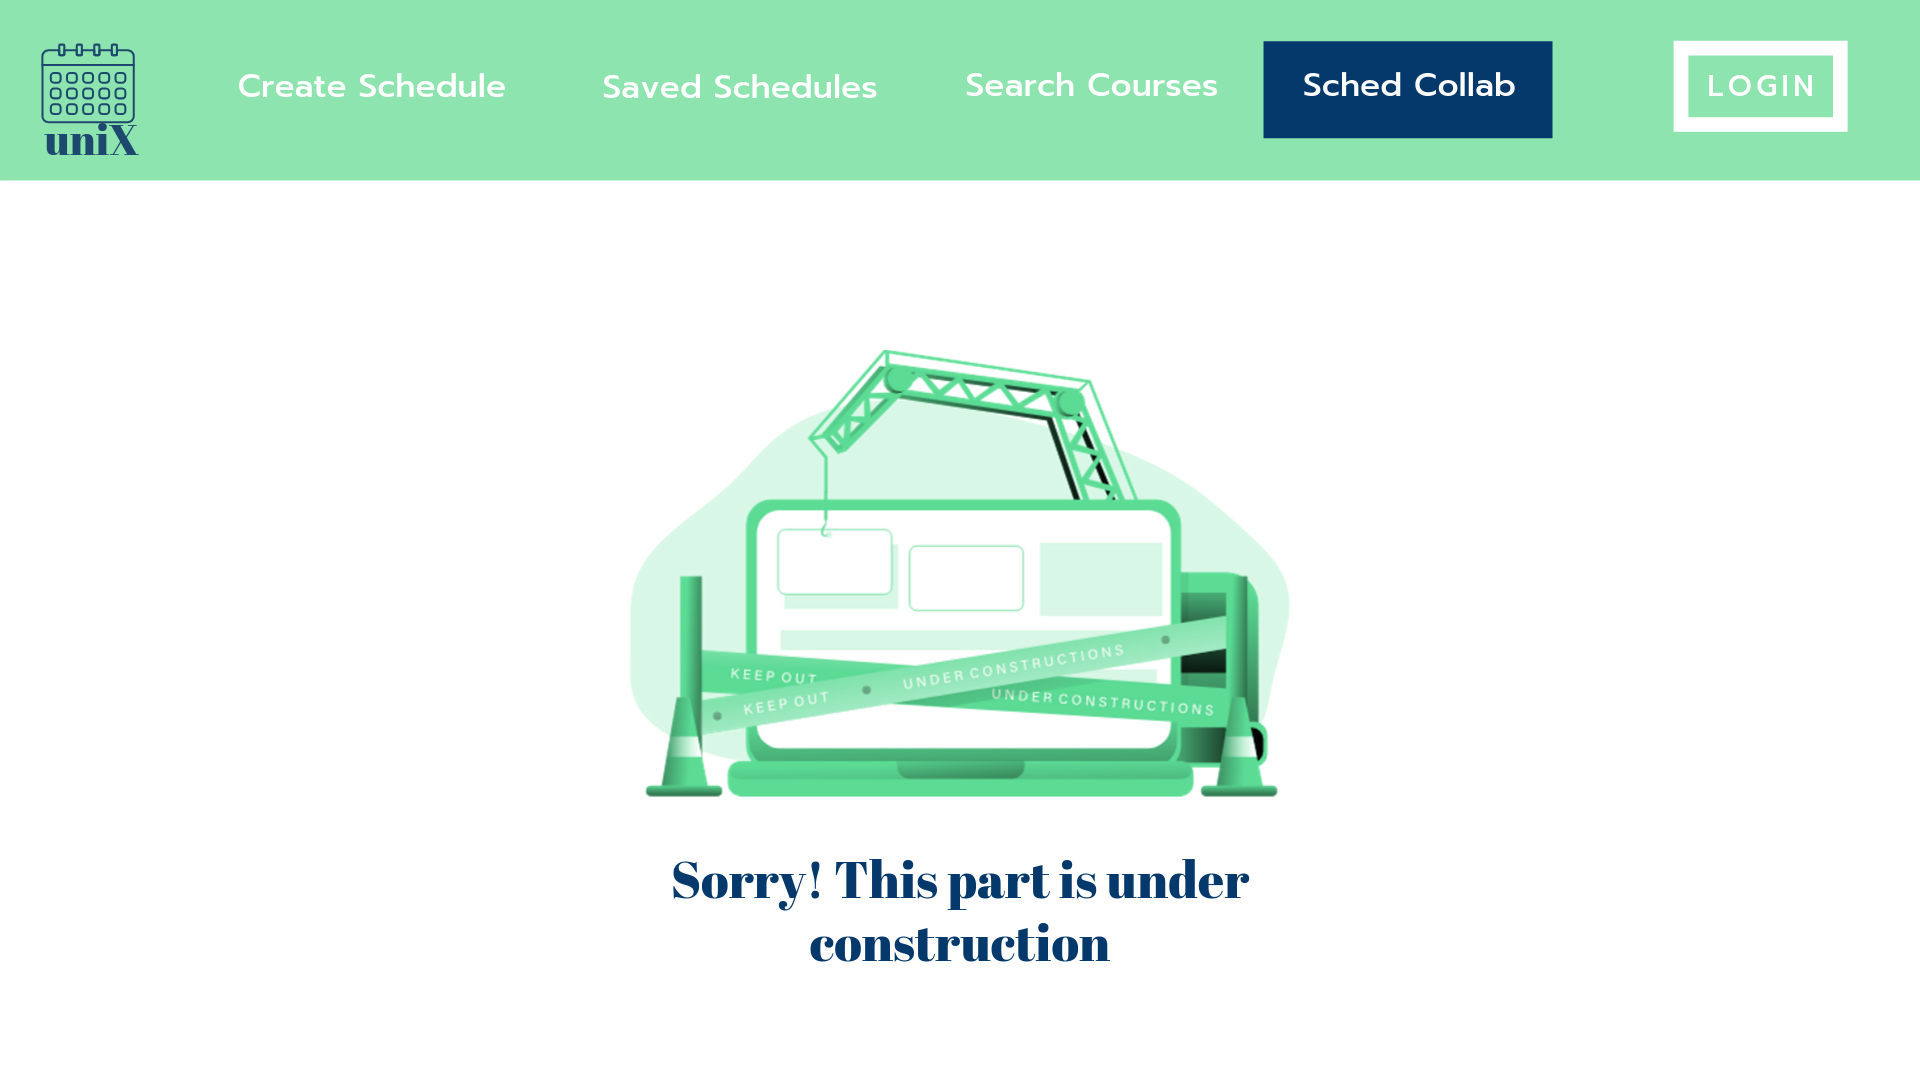 Create Schedule
Saved Schedules
Search Courses
Sched Collab
LOGIN
uniX
KEEP OUT
UNDER CONSTRUCTIONS
KEEP OUT
UNDER CONSTRUCTIONS
Sorry! This part is under
construction